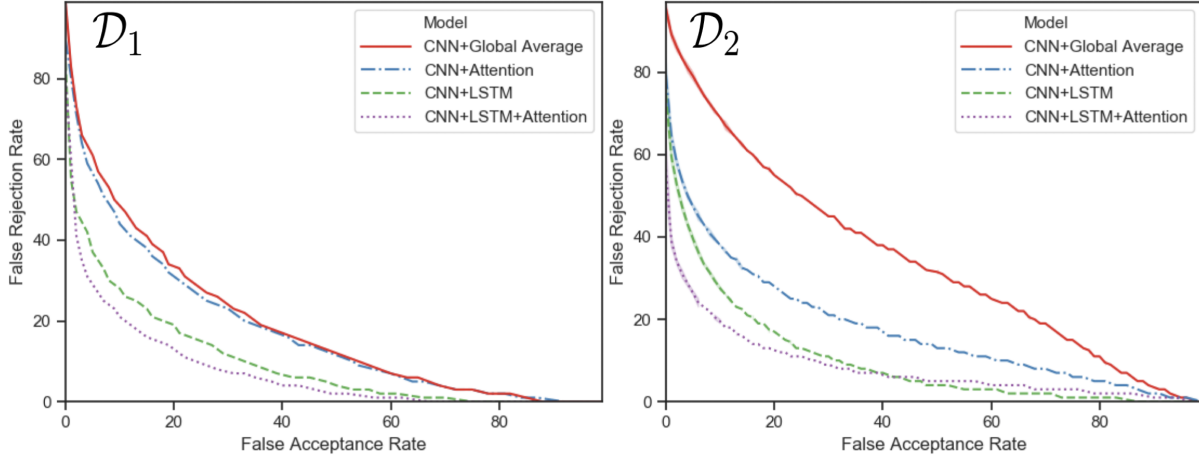 𝒟1
Model
CNN+Global Average
CNN+Attention
CNN+LSTM
CNN+LSTM+Attention
False Rejection Rate
80
60
40
20
0
0 20 40 60 80
False Acceptance Rate
𝒟2
Model
CNN+Global Average
CNN+Attention
CNN+LSTM
CNN+LSTM+Attention
False Rejection Rate
80
60
40
20
0
0 20 40 60 80
False Acceptance Rate